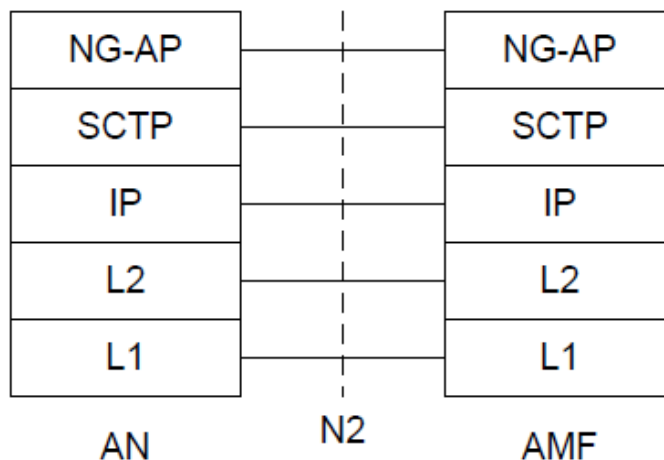 NG-AP NG-AP
SCTP SCTP
IP IP
L2 L2
L1 L1
AN N2 AMF